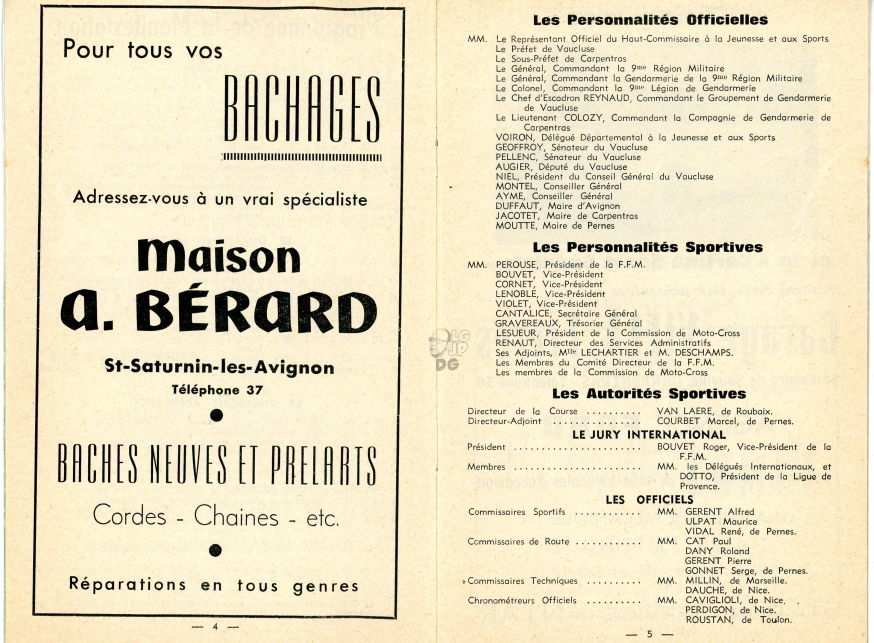 Pour tous vos
BACHAGES
Adressez-vous à un vrai spécialiste
Maison
A. BÉRARD
St-Saturnin-les-Avignon
Téléphone 37
BACHES NEUVES ET PRELARTS
Cordes - Chaines - etc.
Réparations en tous genres
— 4 —
Les Personnalités Officielles
MM. Le Représentant Officiel du Haut-Commissaire à la Jeunesse et aux Sports
Le Préfet de Vaucluse
Le Sous-Préfet de Carpentras
Le Général, Commandant la 9me Région Militaire
Le Général, Commandant la Gendarmerie de la 9me Région Militaire
Le Colonel, Commandant la 9me Légion de Gendarmerie
Le Chef d'Escadron REYNAUD, Commandant le Groupement de Gendarmerie
de Vaucluse
Le Lieutenant COLOZY, Commandant la Compagnie de Gendarmerie de
Carpentras
VOIRON, Délégué Départemental à la Jeunesse et aux Sports
GEOFFROY, Sénateur du Vaucluse
PELLENC, Sénateur du Vaucluse
AUGIER, Député du Vaucluse
NIEL, Président du Conseil Général du Vaucluse
MONTEL, Conseiller Général
AYME, Conseiller Général
DUFFAUT, Maire d'Avignon
JACOTET, Maire de Carpentras
MOUTTE, Maire de Pernes
Les Personnalités Sportives
MM. PEROUSE, Président de la F.F.M.
BOUVET, Vice-Président
CORNET, Vice-Président
LENOBLE, Vice-Président
VIOLET, Vice-Président
CANTALICE, Secrétaire Général
GRAVEREAUX, Trésorier Général
LESUEUR, Président de la Commission de Moto-Cross
RENAUT, Directeur des Services Administratifs
Ses Adjoints, Mlle LECHARTIER et M. DESCHAMPS.
Les Membres du Comité Directeur de la F.F.M.
Les membres de la Commission de Moto-Cross
Les Autorités Sportives
Directeur de la Course .......... VAN LAERE, de Roubaix.
Directeur-Adjoint ................ COURBET Marcel, de Pernes.
LE JURY INTERNATIONAL
Président ....................... BOUVET Roger, Vice-Président de la
F.F.M.
Membres ........................ MM. les Délégués Internationaux, et
DOTTO, Président de la Ligue de
Provence.
LES OFFICIELS
Commissaires Sportifs ............ MM. GERENT Alfred
ULPAT Maurice
VIDAL René, de Pernes.
Commissaires de Route ........... MM. CAT Paul
DANY Roland
GERENT Pierre
GONNET Serge, de Pernes.
Commissaires Techniques .......... MM. MILLIN, de Marseille.
DAUCHE, de Nice.
Chronométreurs Officiels .......... MM. CAVIGLIOLI, de Nice.
PERDIGON, de Nice.
ROUSTAN, de Toulon.
— 5 —
DG